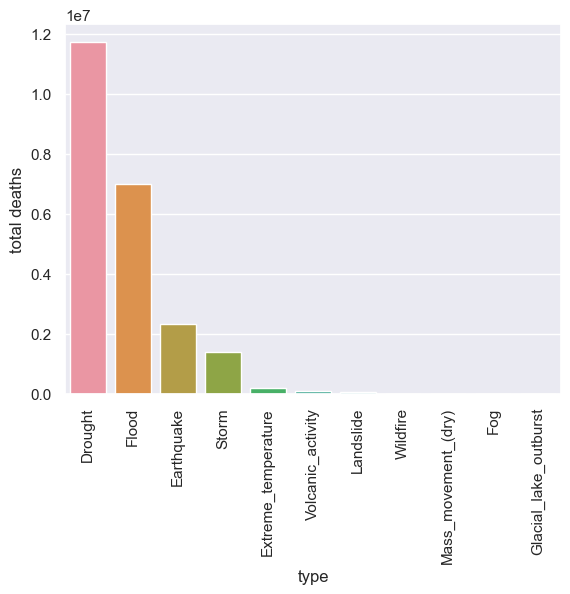 1e7
1.2
1.0
0.8
0.6
0.4
0.2
0.0
total deaths
Drought
Flood
Earthquake
Storm
Extreme_temperature
Volcanic_activity
Landslide
Wildfire
Mass_movement_(dry)
Fog
Glacial_lake_outburst
type